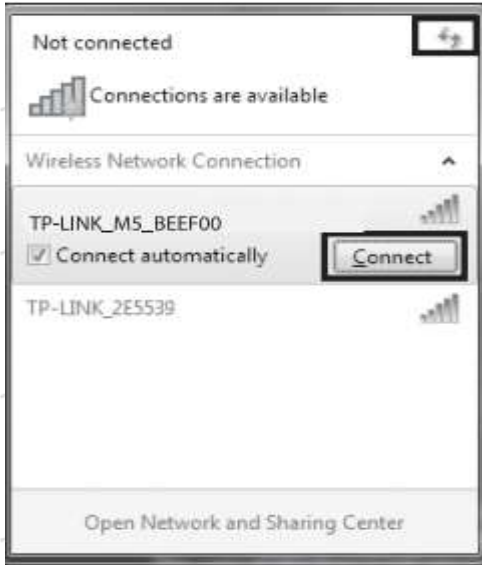 Not connected
Connections are available
Wireless Network Connection
TP-LINK_M5_BEEF00
Connect automatically
Connect
TP-LINK_2E5539
Open Network and Sharing Center